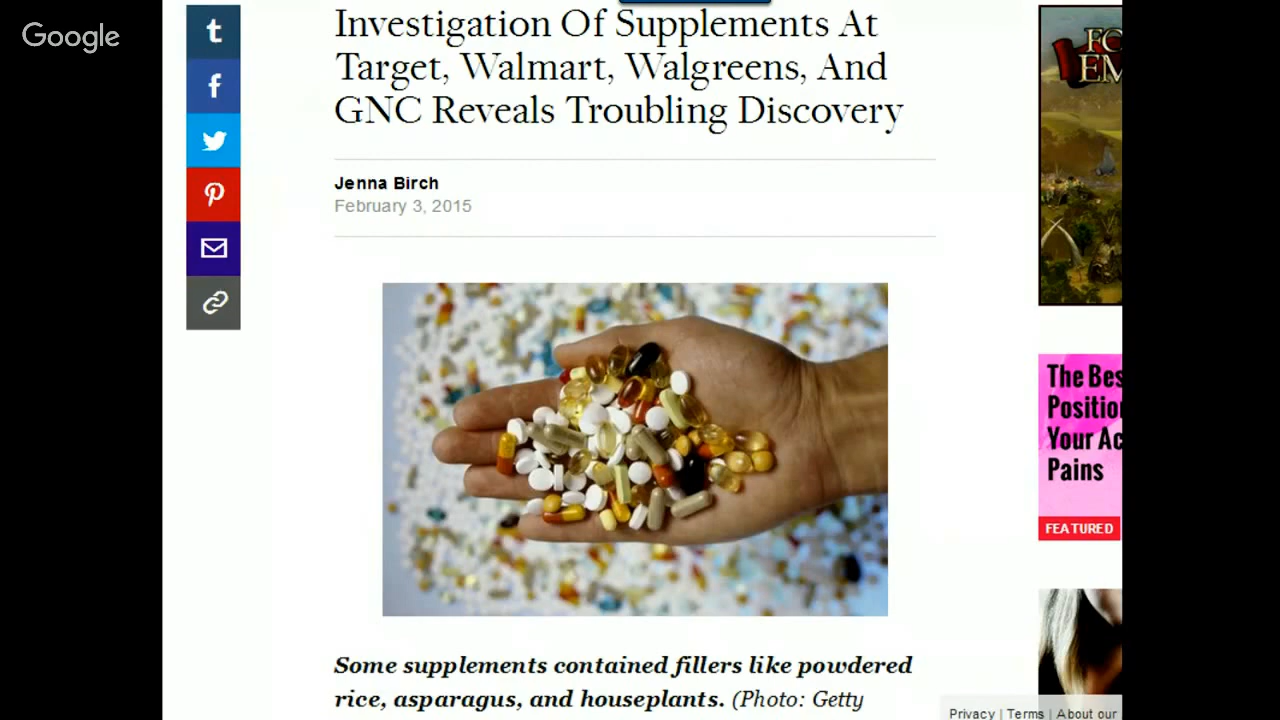 Google
Investigation Of Supplements At
Target, Walmart, Walgreens, And
GNC Reveals Troubling Discovery
Jenna Birch
February 3, 2015
The Bes
Positio
Your Ac
Pains
FEATURED
Some supplements contained fillers like powdered
rice, asparagus, and houseplants. (Photo: Getty
Privacy | Terms | About our